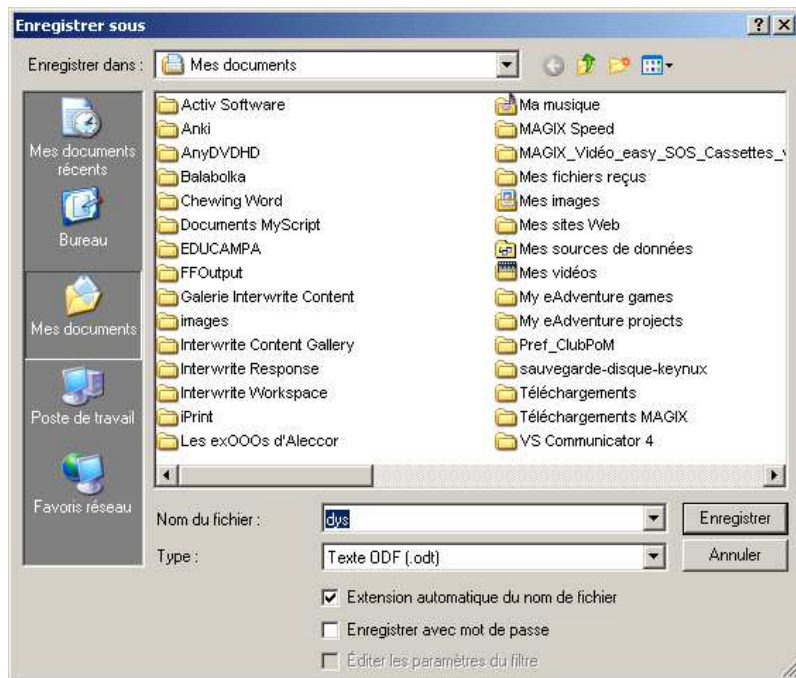 Enregistrer sous
Enregistrer dans :
Mes documents
Mes documents
récents
Bureau
Mes documents
Poste de travail
Favoris réseau
Activ Software
Anki
AnyDVDHD
Balabolka
Chewing Word
Documents MyScript
EDUCAMPA
FFOutput
Galerie Interwrite Content
images
Interwrite Content Gallery
Interwrite Response
Interwrite Workspace
iPrint
Les exOOOs d'Aleccor
Ma musique
MAGIX Speed
MAGIX_Vidéo_easy_SOS_Cassettes_v
Mes fichiers reçus
Mes images
Mes sites Web
Mes sources de données
Mes vidéos
My eAdventure games
My eAdventure projects
Pref_ClubPoM
sauvegarde-disque-keynux
Téléchargements
Téléchargements MAGIX
VS Communicator 4
Nom du fichier :
dys
Enregistrer
Type :
Texte ODF (.odt)
Annuler
Extension automatique du nom de fichier
Enregistrer avec mot de passe
Éditer les paramètres du filtre